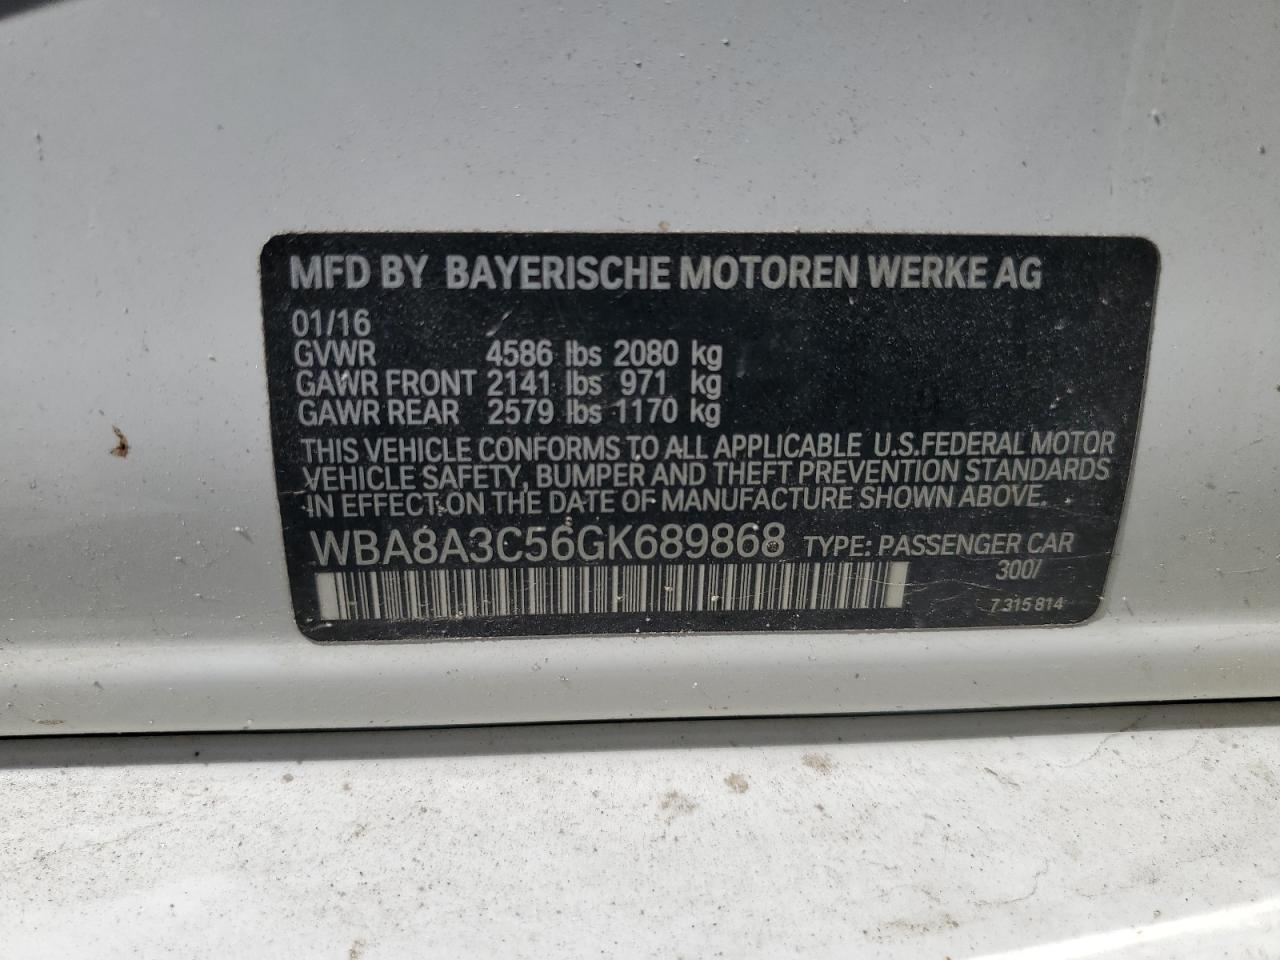 MFD BY BAYERISCHE MOTOREN WERKE AG
01/16
GVWR 4586 lbs 2080 kg
GAWR FRONT 2141 lbs 971 kg
GAWR REAR 2579 lbs 1170 kg
THIS VEHICLE CONFORMS TO ALL APPLICABLE U.S.FEDERAL MOTOR
VEHICLE SAFETY, BUMPER AND THEFT PREVENTION STANDARDS
IN EFFECT ON THE DATE OF MANUFACTURE SHOWN ABOVE.
WBA8A3C56GK689868 TYPE: PASSENGER CAR
300/
7 315 814